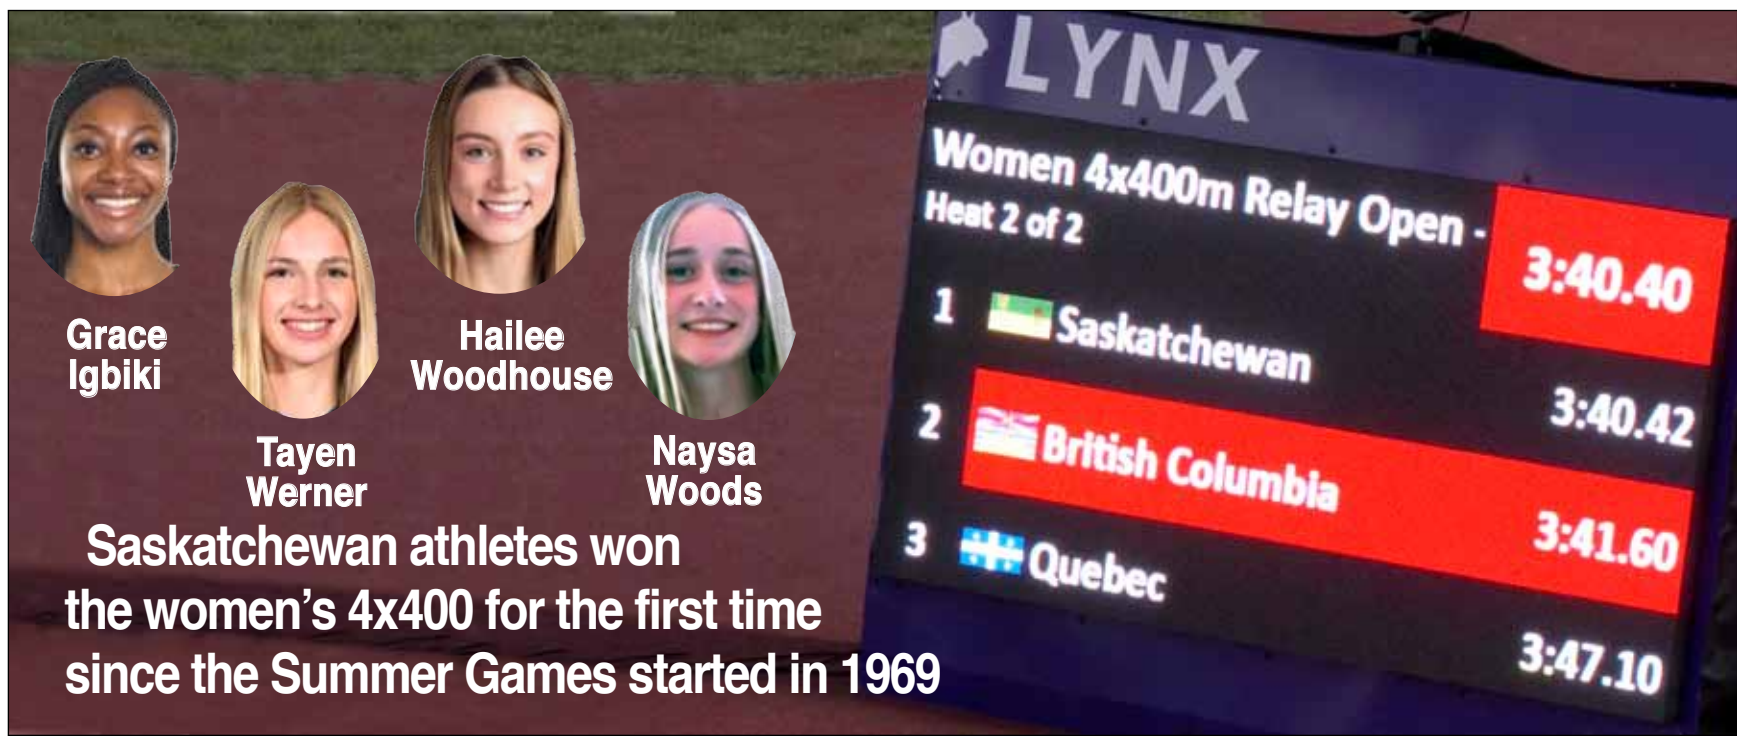 Grace
Igbiki
Tayen
Werner
Hailee
Woodhouse
Naysa
Woods
Saskatchewan athletes won
the women's 4x400 for the first time
since the Summer Games started in 1969
LYNX
Women 4x400m Relay Open -
3:40.40
Heat 2 of 2
1 Saskatchewan 3:40.42
2 British Columbia 3:41.60
3 Quebec 3:47.10